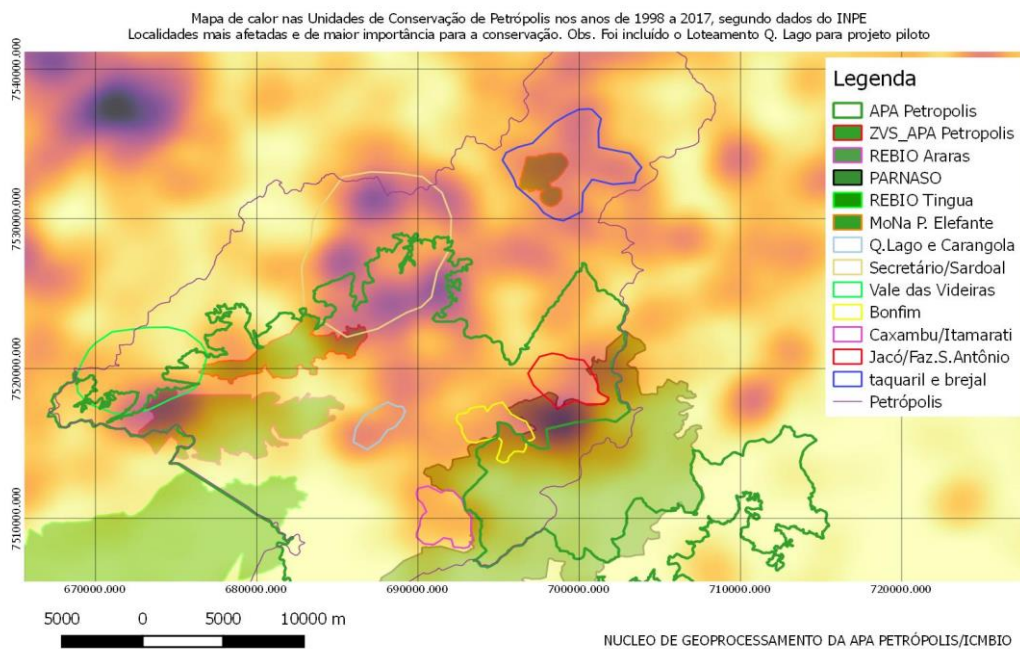 Mapa de calor nas Unidades de Conservação de Petrópolis nos anos de 1998 a 2017, segundo dados do INPE
Localidades mais afetadas e de maior importância para a conservação. Obs. Foi incluído o Loteamento Q. Lago para projeto piloto
7540000.000
7530000.000
7520000.000
7510000.000
Legenda
APA Petropolis
ZVS_APA Petropolis
REBIO Araras
PARNASO
REBIO Tingua
MoNa P. Elefante
Q.Lago e Carangola
Secretário/Sardoal
Vale das Videiras
Bonfim
Caxambu/Itamarati
Jacó/Faz.S.Antônio
taquaril e brejal
Petrópolis
670000.000 680000.000 690000.000 700000.000 710000.000 720000.000
5000 0 5000 10000 m
NUCLEO DE GEOPROCESSAMENTO DA APA PETRÓPOLIS/ICMBIO